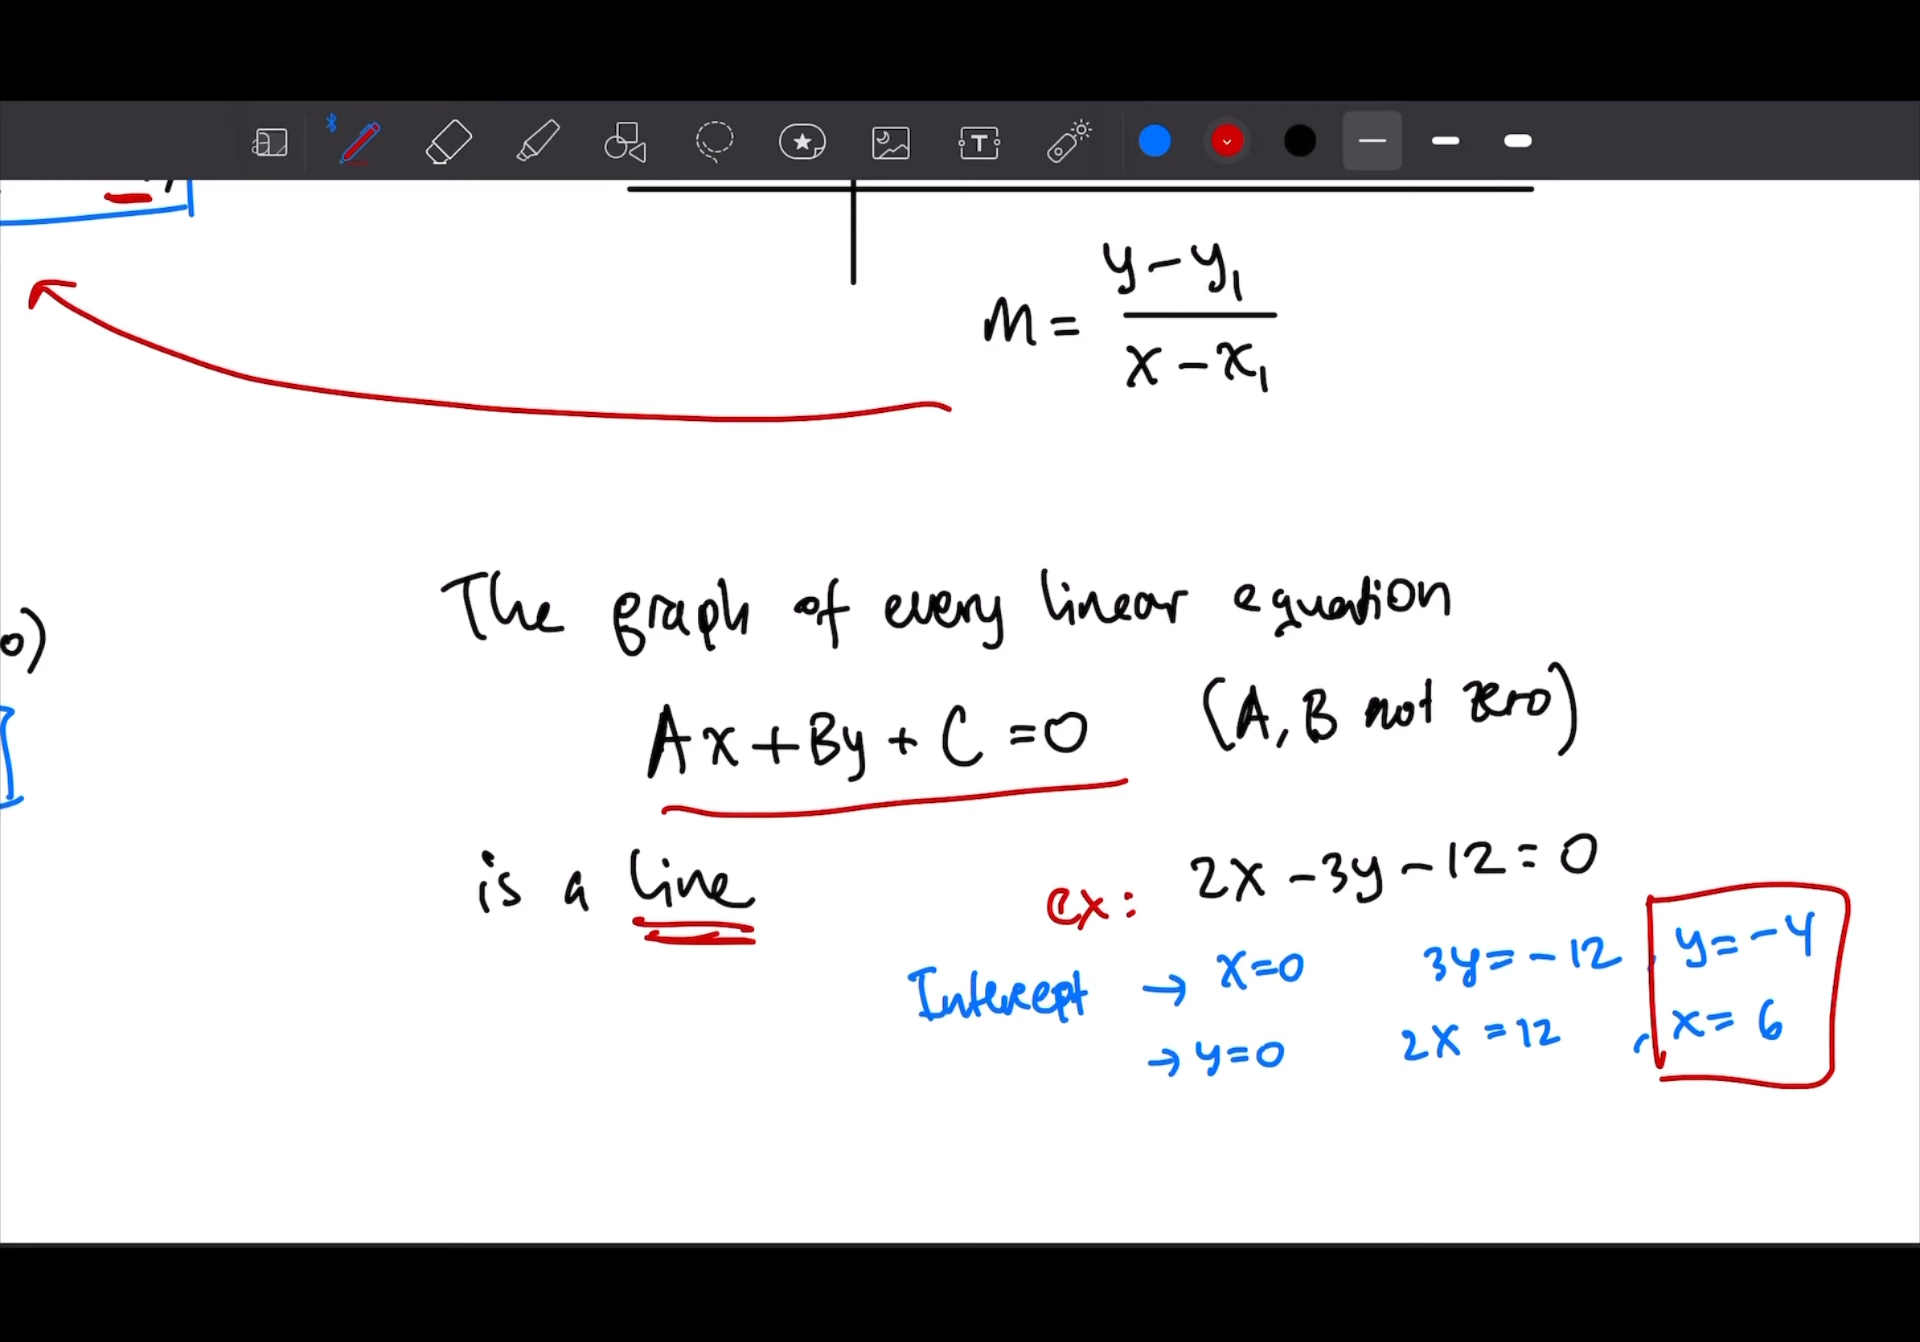 m = y - y₁ / x - x₁
The graph of every linear equation
o)
Ax + By + C = 0 (A, B not zero)
is a line
ex: 2x - 3y - 12 = 0
Intercept → x=0 3y = -12 , y = -4
→ y=0 2x = 12 , x = 6